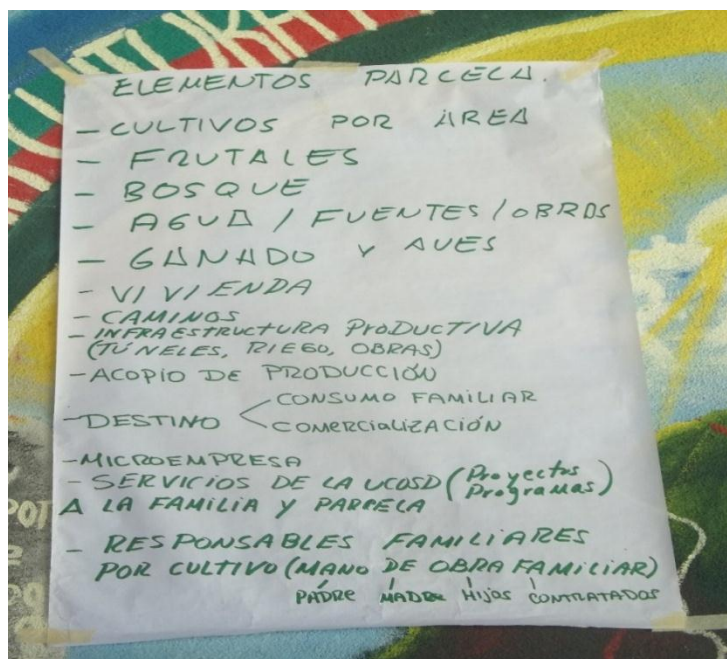 ELEMENTOS PARCELA.
- CULTIVOS POR ÁREA
- FRUTALES
- BOSQUE
- AGUA / FUENTES / OBRAS
- GANADO Y AVES
- VIVIENDA
- CAMINOS
- INFRAESTRUCTURA PRODUCTIVA
(TÚNELES, RIEGO, OBRAS)
- ACOPIO DE PRODUCCIÓN
- DESTINO < CONSUMO FAMILIAR
COMERCIALIZACIÓN
- MICROEMPRESA
- SERVICIOS DE LA UCOSD (Proyectos
Programas)
A LA FAMILIA Y PARCELA
- RESPONSABLES FAMILIARES
POR CULTIVO (MANO DE OBRA FAMILIAR)
PADRE MADRE HIJOS CONTRATADOS